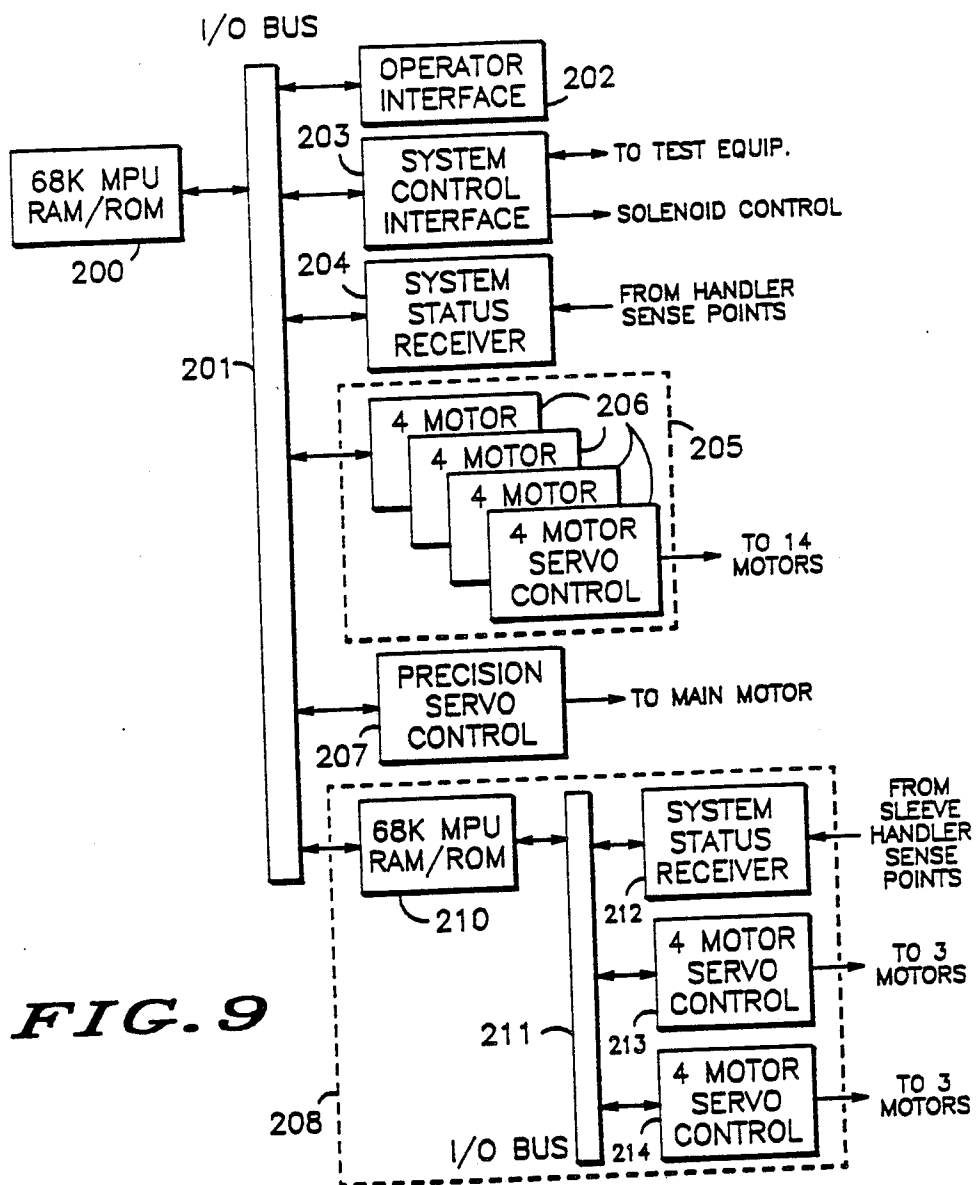 I/O BUS
OPERATOR
INTERFACE
202
203
SYSTEM
CONTROL
INTERFACE
TO TEST EQUIP.
SOLENOID CONTROL
68K MPU
RAM/ROM
200
204
SYSTEM
STATUS
RECEIVER
FROM HANDLER
SENSE POINTS
201
4 MOTOR
4 MOTOR
4 MOTOR
4 MOTOR
SERVO
CONTROL
206
205
TO 14
MOTORS
PRECISION
SERVO
CONTROL
207
TO MAIN MOTOR
68K MPU
RAM/ROM
210
SYSTEM
STATUS
RECEIVER
212
FROM
SLEEVE
HANDLER
SENSE
POINTS
4 MOTOR
SERVO
CONTROL
213
TO 3
MOTORS
211
4 MOTOR
SERVO
CONTROL
214
TO 3
MOTORS
208
I/O BUS
FIG. 9